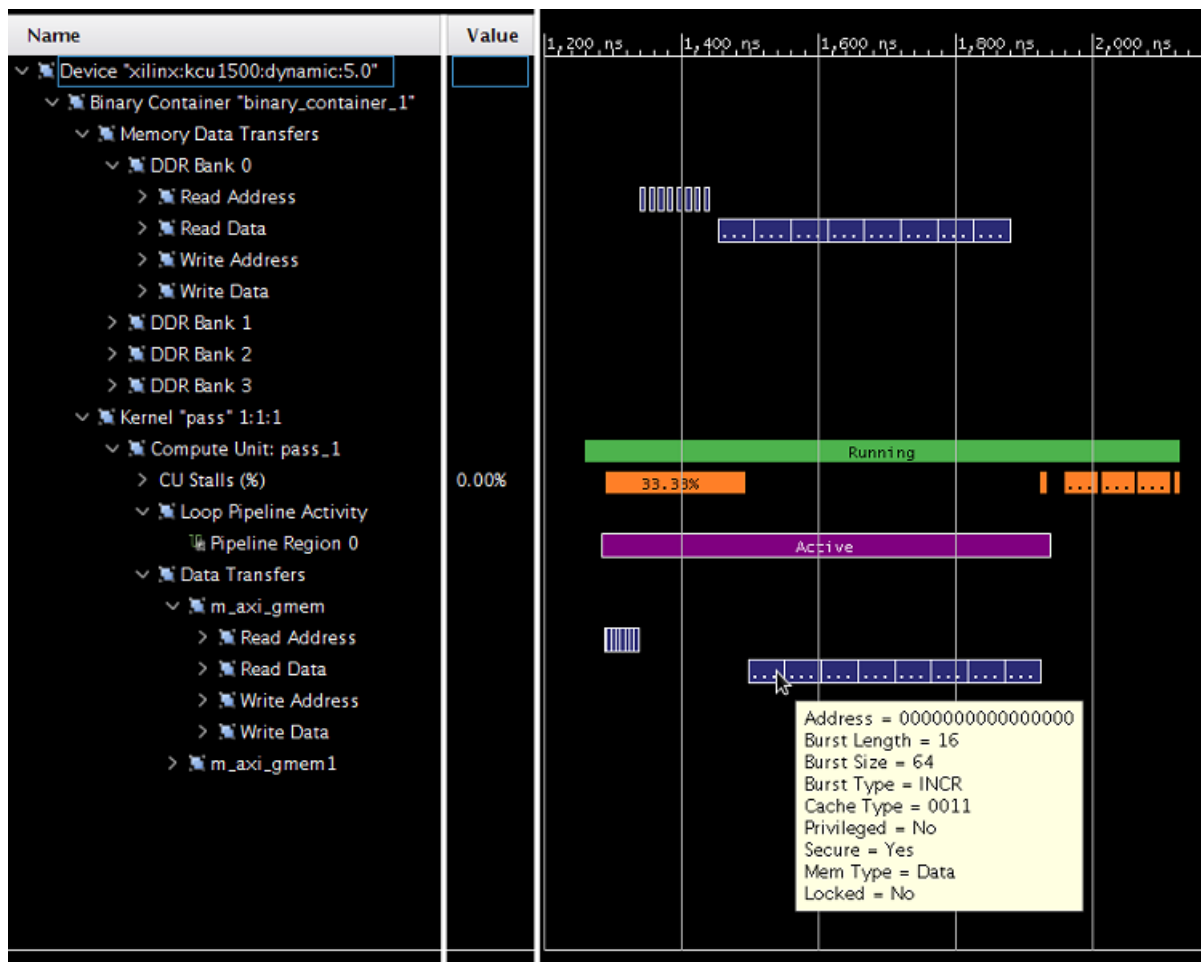 Name Value
1,200 ns 1,400 ns 1,600 ns 1,800 ns 2,000 ns
Device "xilinx:kcu1500:dynamic:5.0"
Binary Container "binary_container_1"
Memory Data Transfers
DDR Bank 0
Read Address
Read Data ... ... ... ... ... ... ... ...
Write Address
Write Data
DDR Bank 1
DDR Bank 2
DDR Bank 3
Kernel "pass" 1:1:1
Compute Unit: pass_1 Running
CU Stalls (%) 0.00% 33.33% ... ... ...
Loop Pipeline Activity
Pipeline Region 0 Active
Data Transfers
m_axi_gmem
Read Address
Read Data ... ... ... ... ... ... ... ...
Write Address
Write Data
m_axi_gmem1
Address = 0000000000000000
Burst Length = 16
Burst Size = 64
Burst Type = INCR
Cache Type = 0011
Privileged = No
Secure = Yes
Mem Type = Data
Locked = No